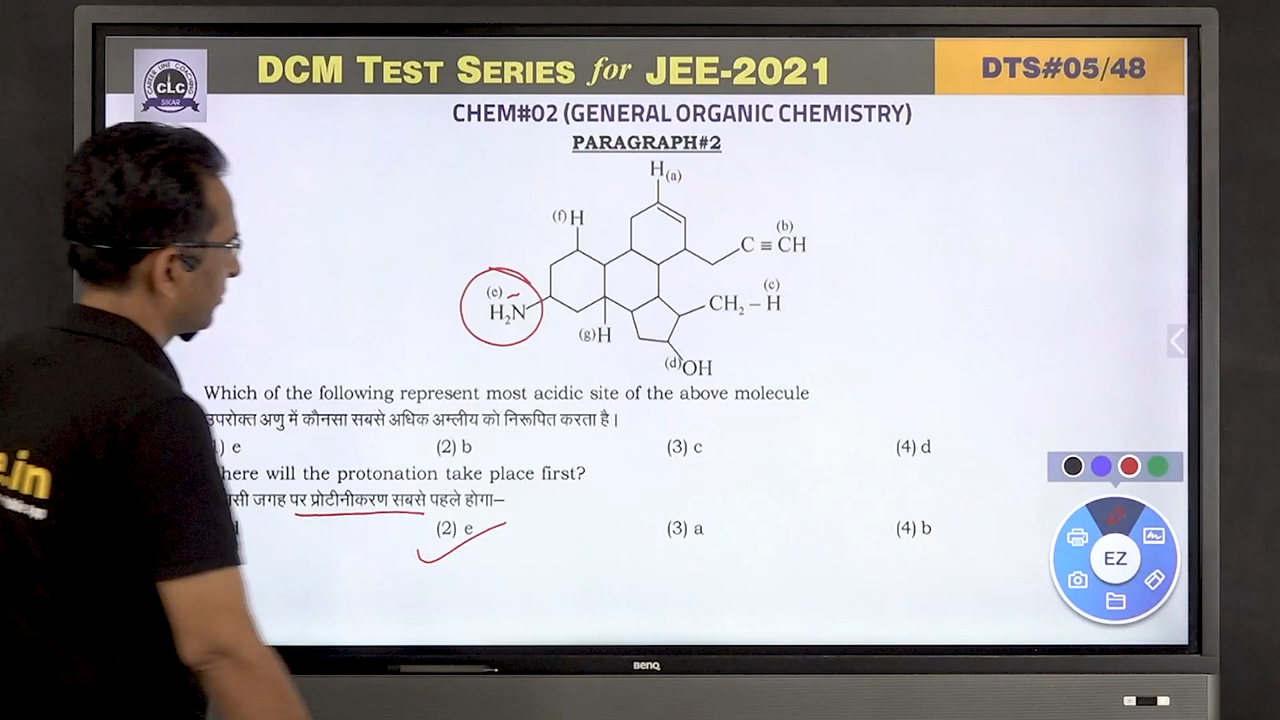 DCM TEST SERIES for JEE-2021
DTS#05/48
CLC
SIKAR
CHEM#02 (GENERAL ORGANIC CHEMISTRY)
PARAGRAPH#2
H(a)
(f)H
(b)
C ≡ CH
(e)
H₂N
(c)
CH₂ – H
(g)H
(d)OH
Which of the following represent most acidic site of the above molecule
उपरोक्त अणु में कौनसा सबसे अधिक अम्लीय को निरूपित करता है।
) e (2) b (3) c (4) d
here will the protonation take place first?
सी जगह पर प्रोटीनीकरण सबसे पहले होगा–
(2) e (3) a (4) b
EZ
.in
BenQ